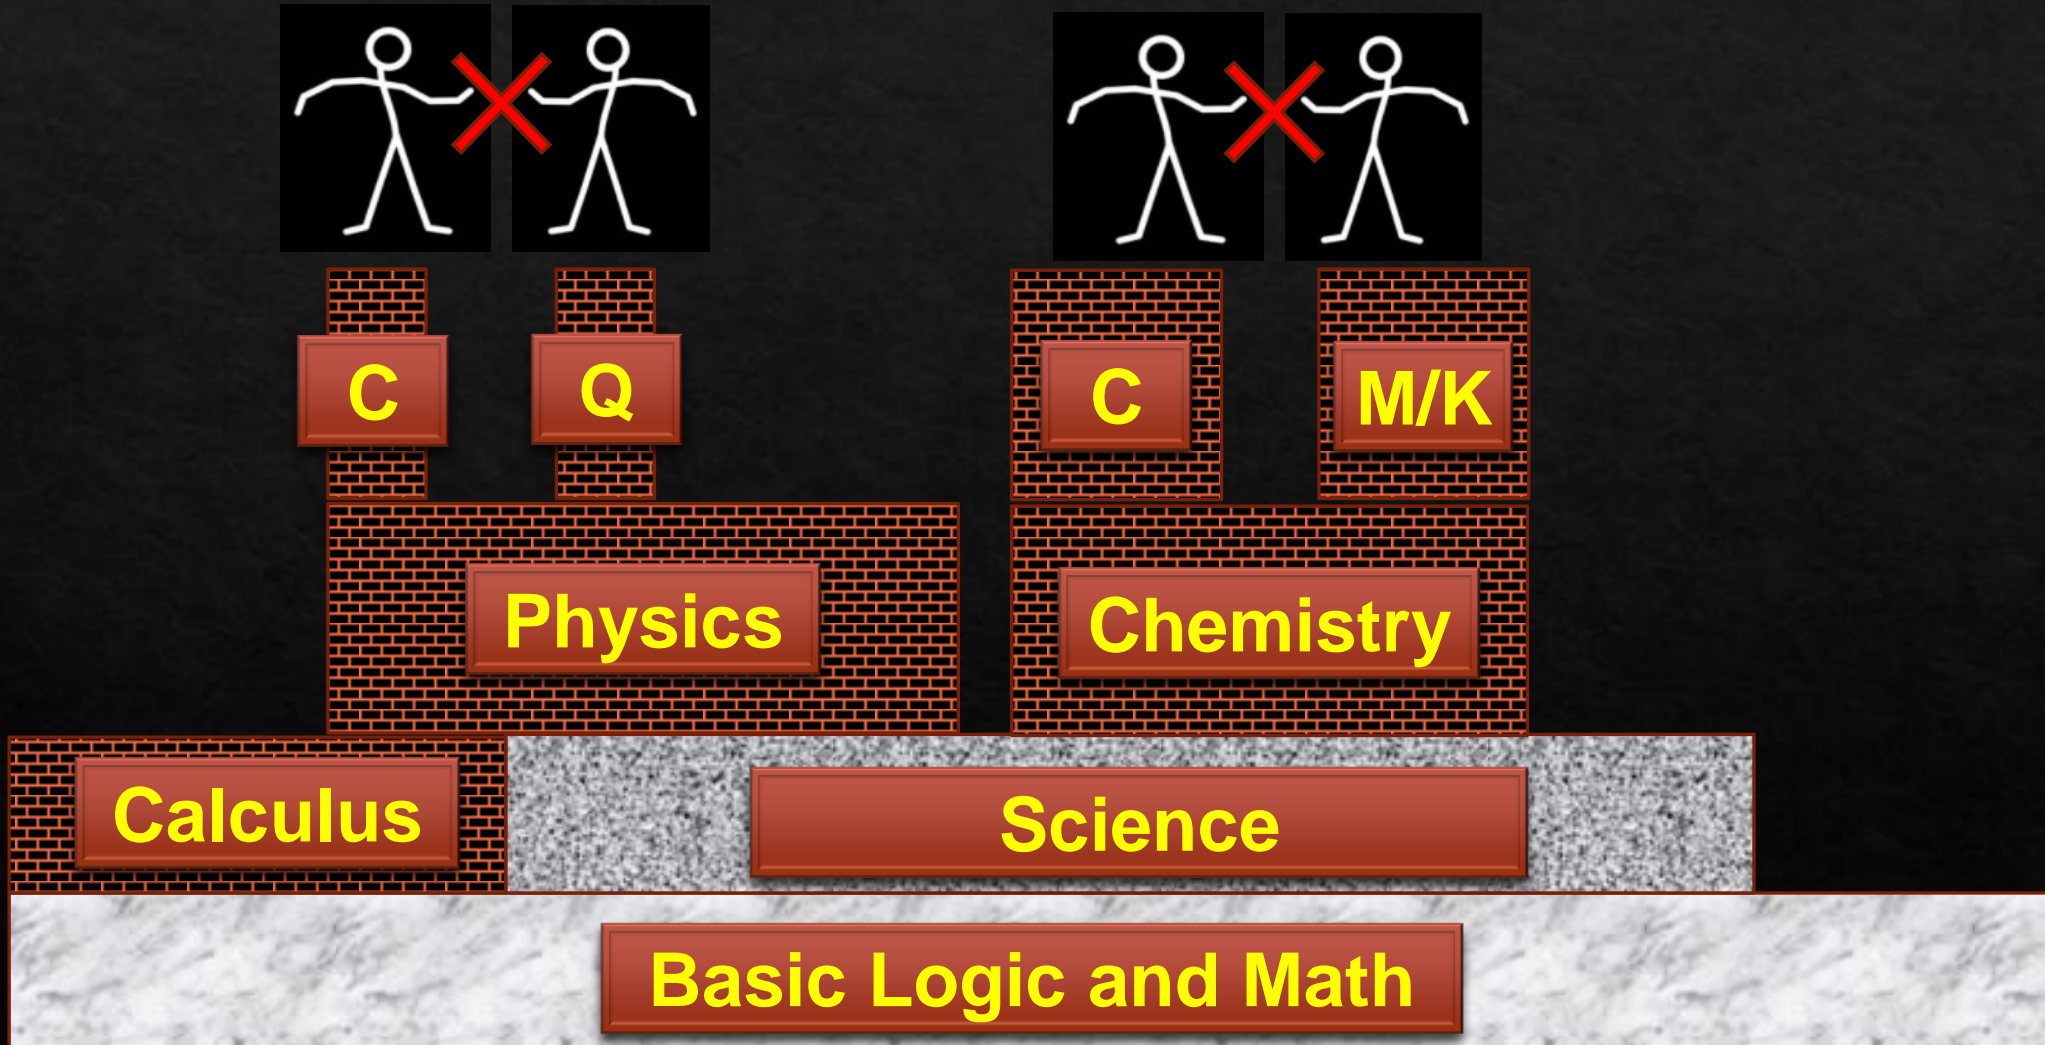 C
Q
C
M/K
Physics
Chemistry
Calculus
Science
Basic Logic and Math